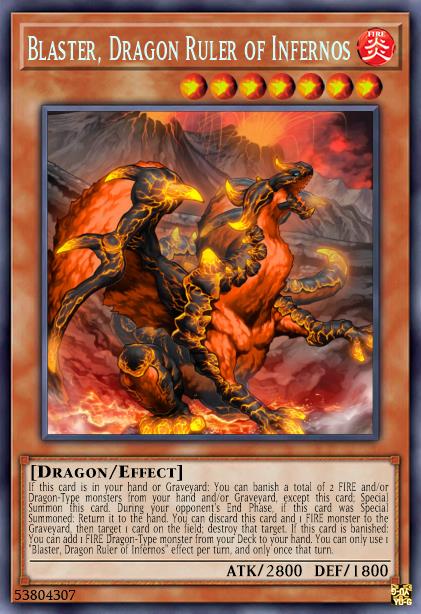 BLASTER, DRAGON RULER OF INFERNOS
FIRE
炎
[DRAGON/EFFECT]
If this card is in your hand or Graveyard: You can banish a total of 2 FIRE and/or
Dragon-Type monsters from your hand and/or Graveyard, except this card; Special
Summon this card. During your opponent's End Phase, if this card was Special
Summoned: Return it to the hand. You can discard this card and 1 FIRE monster to the
Graveyard, then target 1 card on the field; destroy that target. If this card is banished:
You can add 1 FIRE Dragon-Type monster from your Deck to your hand. You can only use 1
"Blaster, Dragon Ruler of Infernos" effect per turn, and only once that turn.
ATK/2800 DEF/1800
53804307